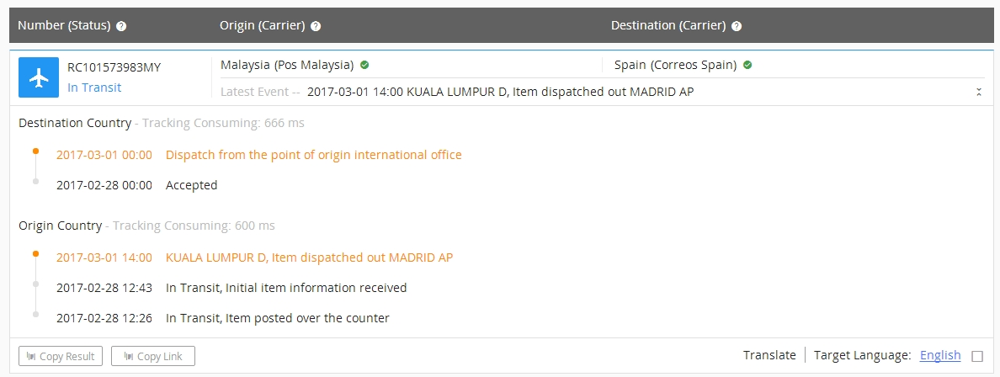 Number (Status) ? Origin (Carrier) ? Destination (Carrier) ?
RC101573983MY Malaysia (Pos Malaysia) Spain (Correos Spain)
In Transit Latest Event -- 2017-03-01 14:00 KUALA LUMPUR D, Item dispatched out MADRID AP
Destination Country - Tracking Consuming: 666 ms
2017-03-01 00:00 Dispatch from the point of origin international office
2017-02-28 00:00 Accepted
Origin Country - Tracking Consuming: 600 ms
2017-03-01 14:00 KUALA LUMPUR D, Item dispatched out MADRID AP
2017-02-28 12:43 In Transit, Initial item information received
2017-02-28 12:26 In Transit, Item posted over the counter
Copy Result Copy Link Translate Target Language: English